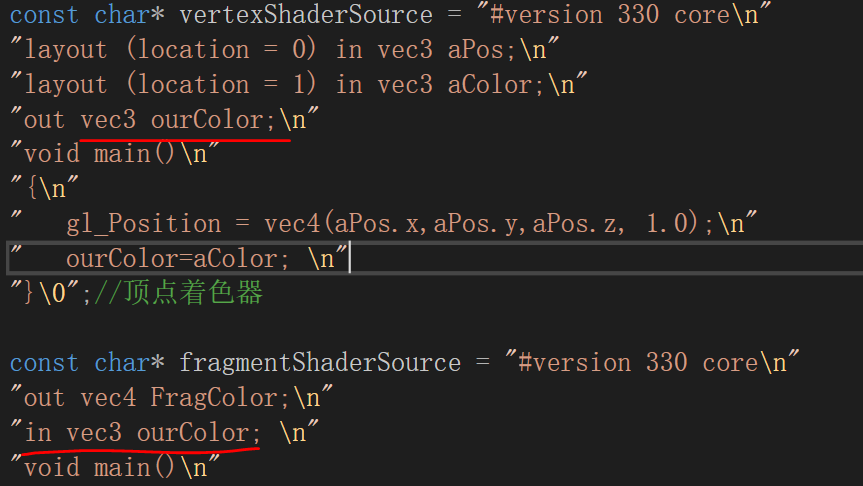 const char* vertexShaderSource = "#version 330 core\n"
"layout (location = 0) in vec3 aPos;\n"
"layout (location = 1) in vec3 aColor;\n"
"out vec3 ourColor;\n"
"void main()\n"
"{\n"
"   gl_Position = vec4(aPos.x,aPos.y,aPos.z, 1.0);\n"
"   ourColor=aColor; \n"
"}\0";//顶点着色器
const char* fragmentShaderSource = "#version 330 core\n"
"out vec4 FragColor;\n"
"in vec3 ourColor; \n"
"void main()\n"